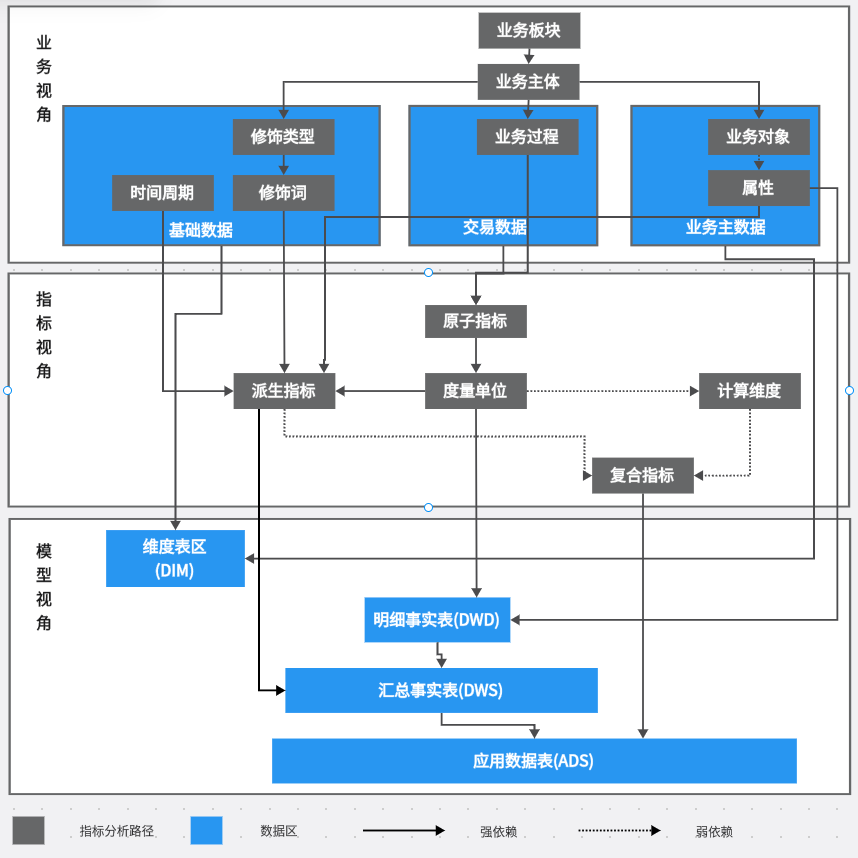 业务视角
业务板块
业务主体
修饰类型
业务过程
业务对象
时间周期
修饰词
属性
基础数据
交易数据
业务主数据
指标视角
原子指标
派生指标
度量单位
计算维度
复合指标
模型视角
维度表区
(DIM)
明细事实表(DWD)
汇总事实表(DWS)
应用数据表(ADS)
指标分析路径
数据区
强依赖
弱依赖